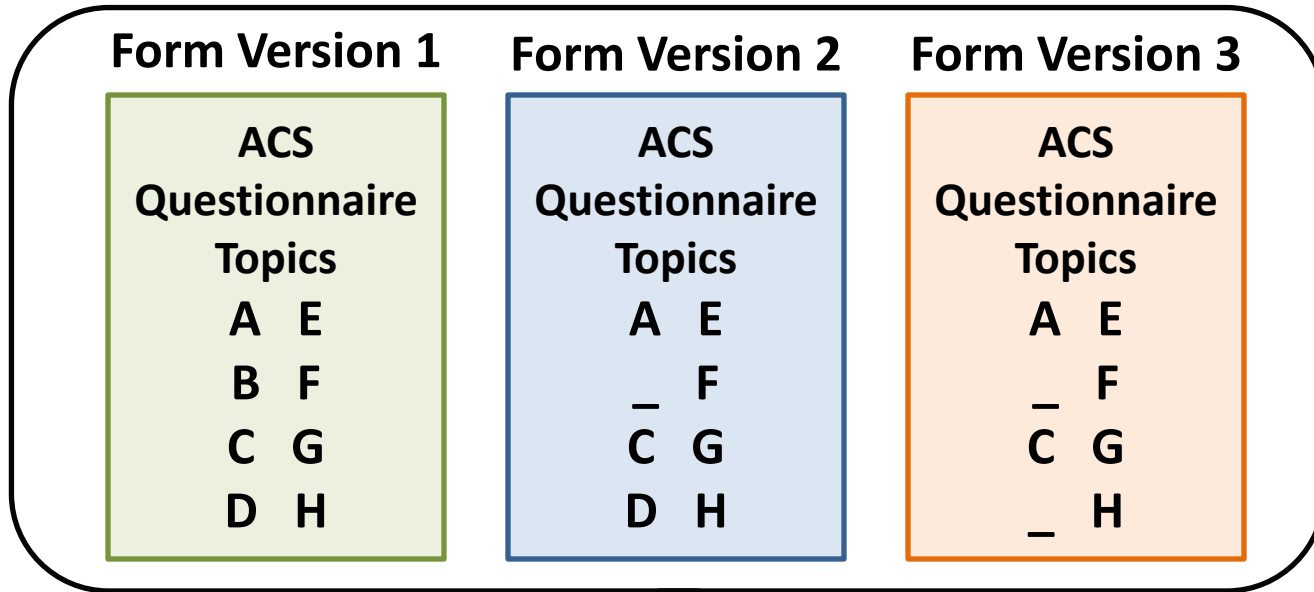 Form Version 1
ACS
Questionnaire
Topics
A E
B F
C G
D H
Form Version 2
ACS
Questionnaire
Topics
A E
_ F
C G
D H
Form Version 3
ACS
Questionnaire
Topics
A E
_ F
C G
_ H